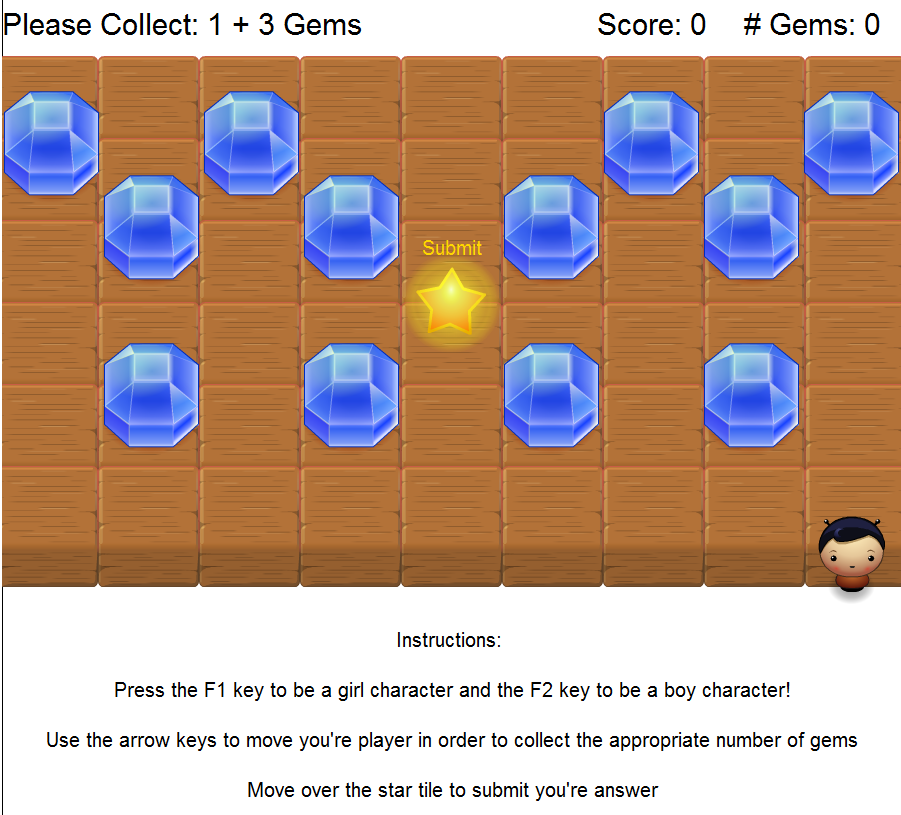 Please Collect: 1 + 3 Gems Score: 0 # Gems: 0
Submit
Instructions:
Press the F1 key to be a girl character and the F2 key to be a boy character!
Use the arrow keys to move you're player in order to collect the appropriate number of gems
Move over the star tile to submit you're answer